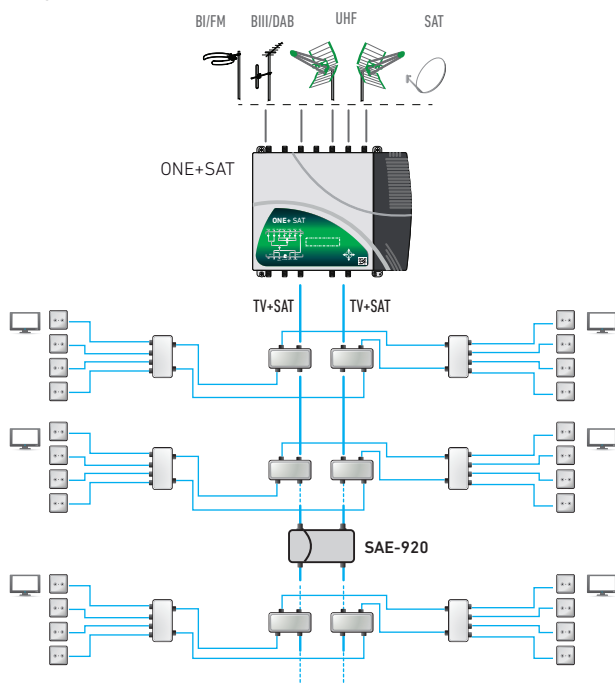 BI/FM BIII/DAB UHF SAT
ONE+SAT
ONE+ SAT
TV+SAT TV+SAT
SAE-920